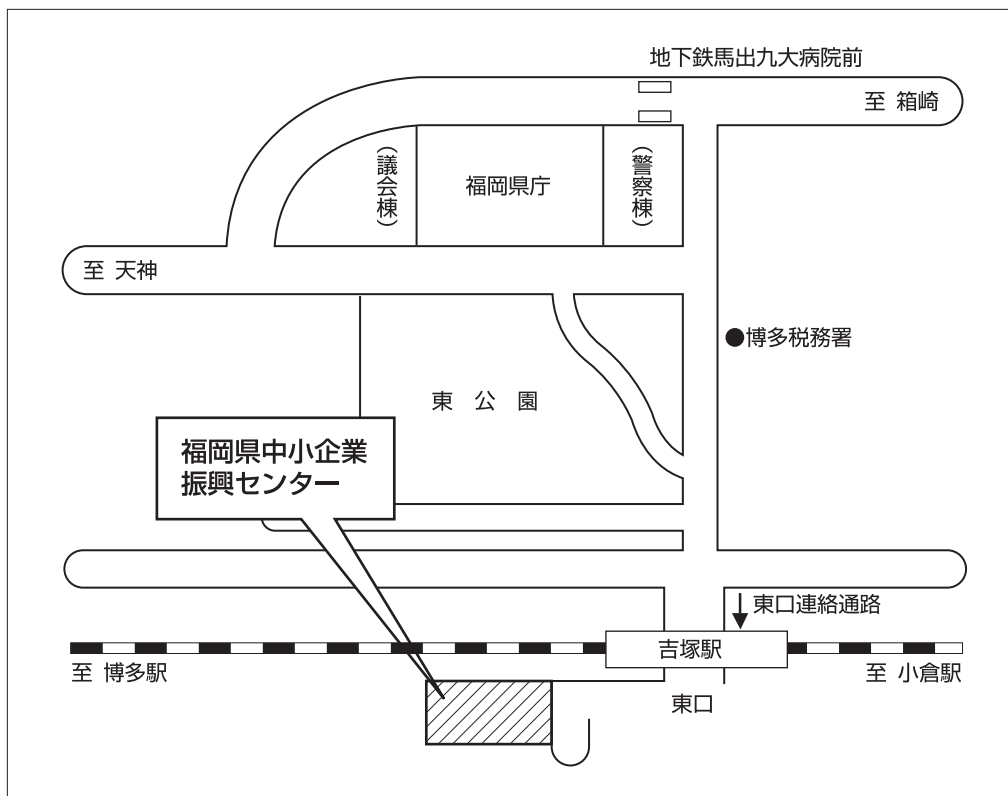 地下鉄馬出九大病院前
至 箱崎
(議会棟)
福岡県庁
(警察棟)
至 天神
●博多税務署
東 公 園
福岡県中小企業
振興センター
東口連絡通路
吉塚駅
至 博多駅
至 小倉駅
東口